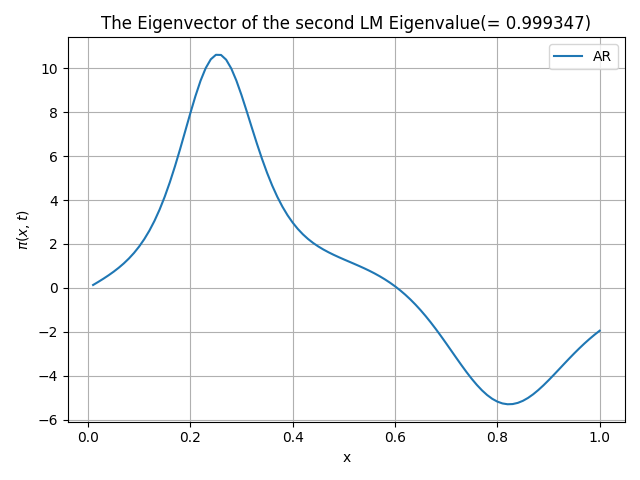 The Eigenvector of the second LM Eigenvalue(= 0.999347)
AR
10
8
6
4
2
0
−2
−4
−6
π(x, t)
0.0 0.2 0.4 0.6 0.8 1.0
x